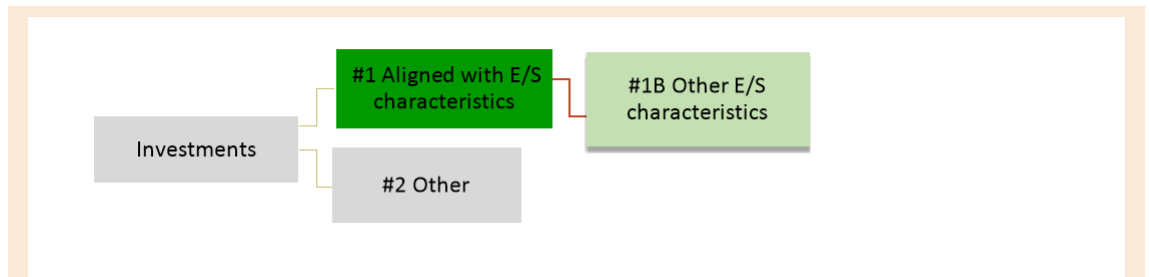 #1 Aligned with E/S
characteristics
#1B Other E/S
characteristics
Investments
#2 Other